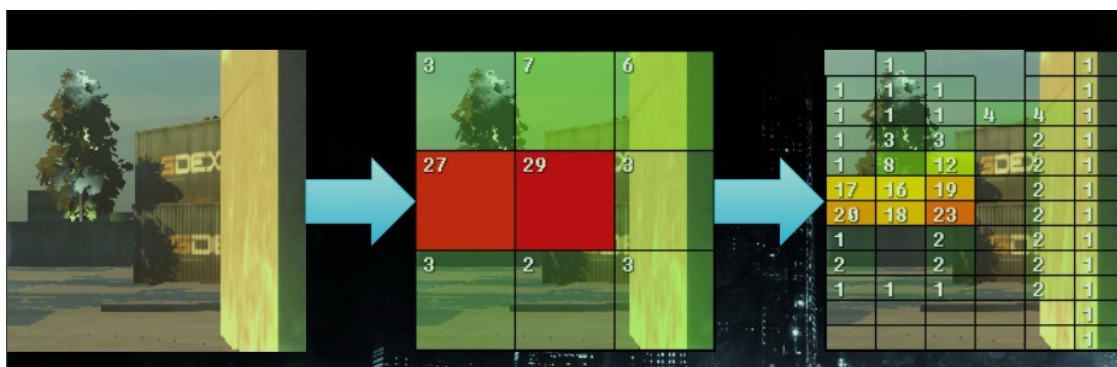 SDEX
SDE
3 7 6
27 29 3
3 2 3
1 1
1 1 1 1
1 1 1 4 4 1
1 3 3 2 1
1 8 12 2 1
17 16 19 2 1
20 18 23 2 1
1 2 2 1
2 2 2 1
1 1 1 2 1
1
1